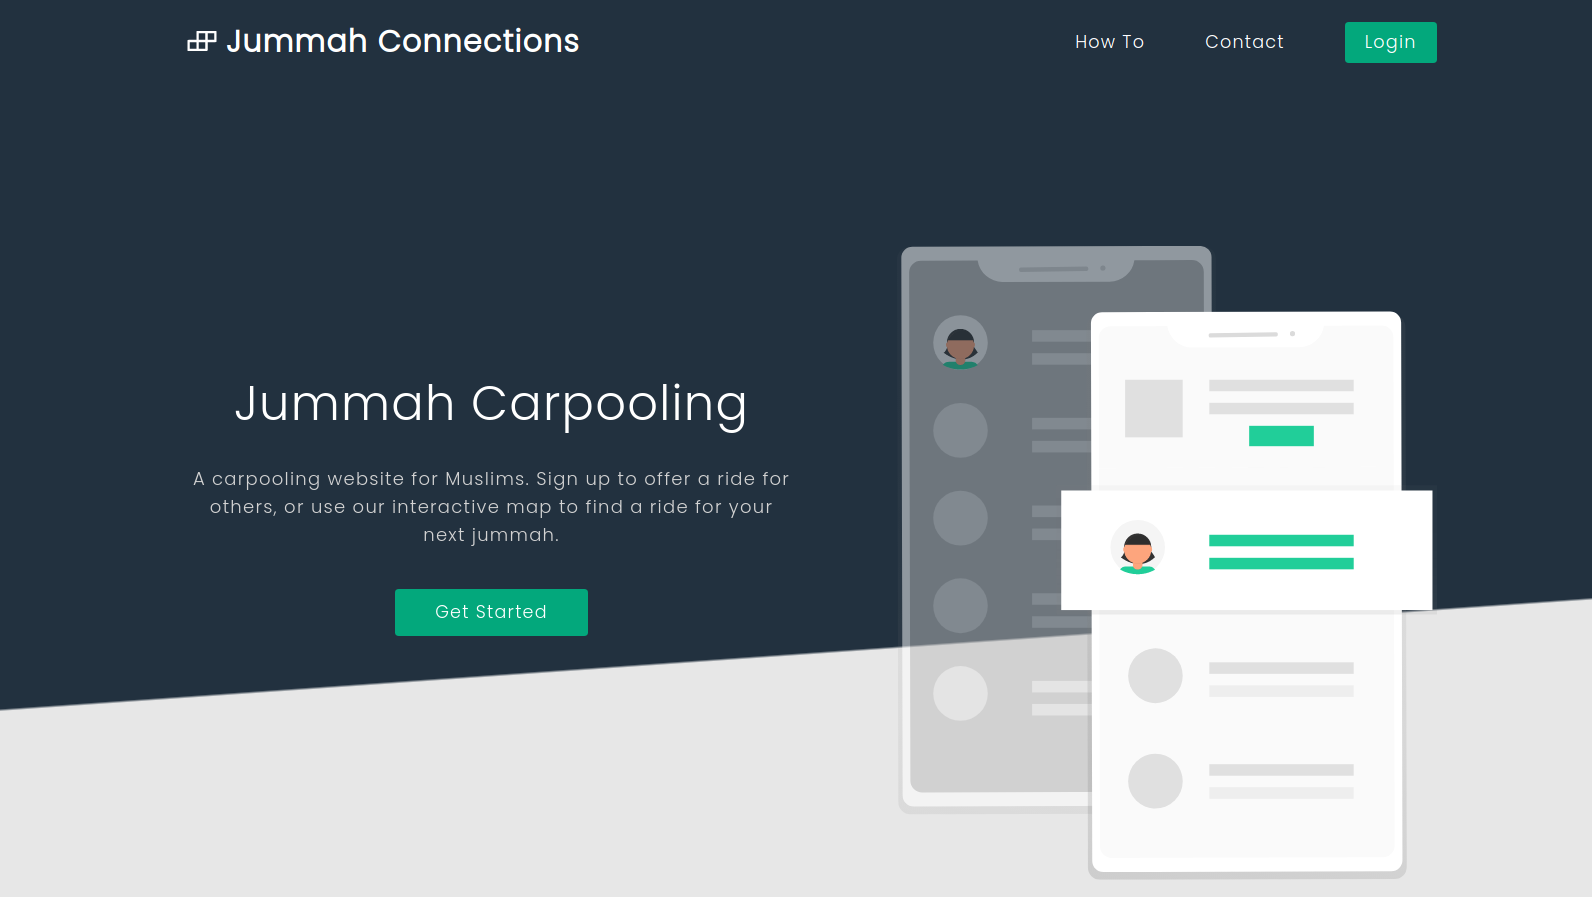 Jummah Connections
How To
Contact
Login
Jummah Carpooling
A carpooling website for Muslims. Sign up to offer a ride for
others, or use our interactive map to find a ride for your
next jummah.
Get Started